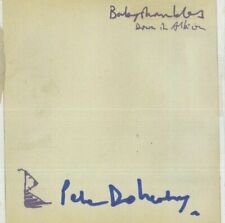 Babyshambles
Down in Albion
Peter Doherty